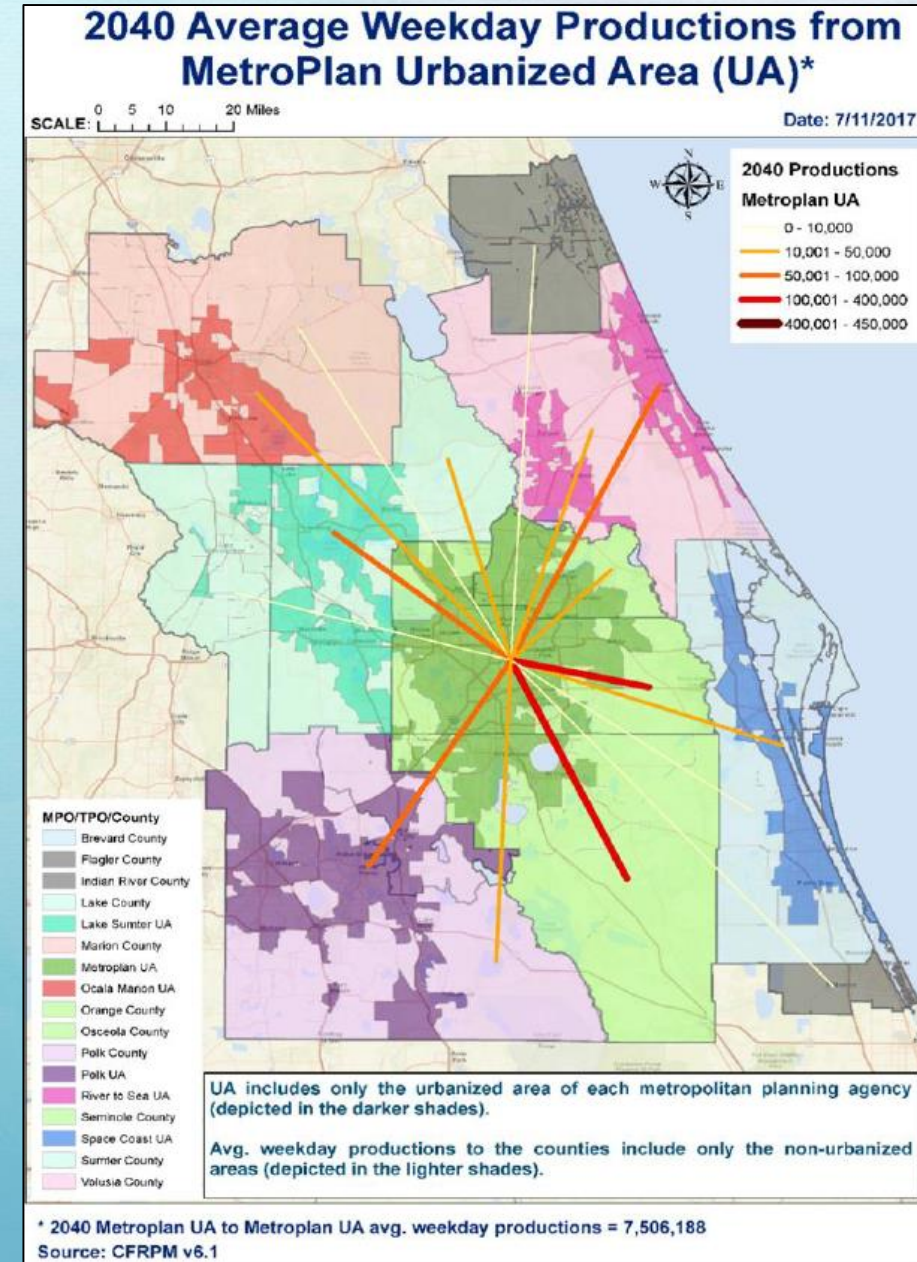 2040 Average Weekday Productions from
MetroPlan Urbanized Area (UA)*
SCALE: 0 5 10 20 Miles
Date: 7/11/2017
N
W E
S
2040 Productions
Metroplan UA
0 - 10,000
10,001 - 50,000
50,001 - 100,000
100,001 - 400,000
400,001 - 450,000
MPO/TPO/County
Brevard County
Flagler County
Indian River County
Lake County
Lake Sumter UA
Marion County
Metroplan UA
Ocala Marion UA
Orange County
Osceola County
Polk County
Polk UA
River to Sea UA
Seminole County
Space Coast UA
Sumter County
Volusia County
UA includes only the urbanized area of each metropolitan planning agency
(depicted in the darker shades).
Avg. weekday productions to the counties include only the non-urbanized
areas (depicted in the lighter shades).
* 2040 Metroplan UA to Metroplan UA avg. weekday productions = 7,506,188
Source: CFRPM v6.1